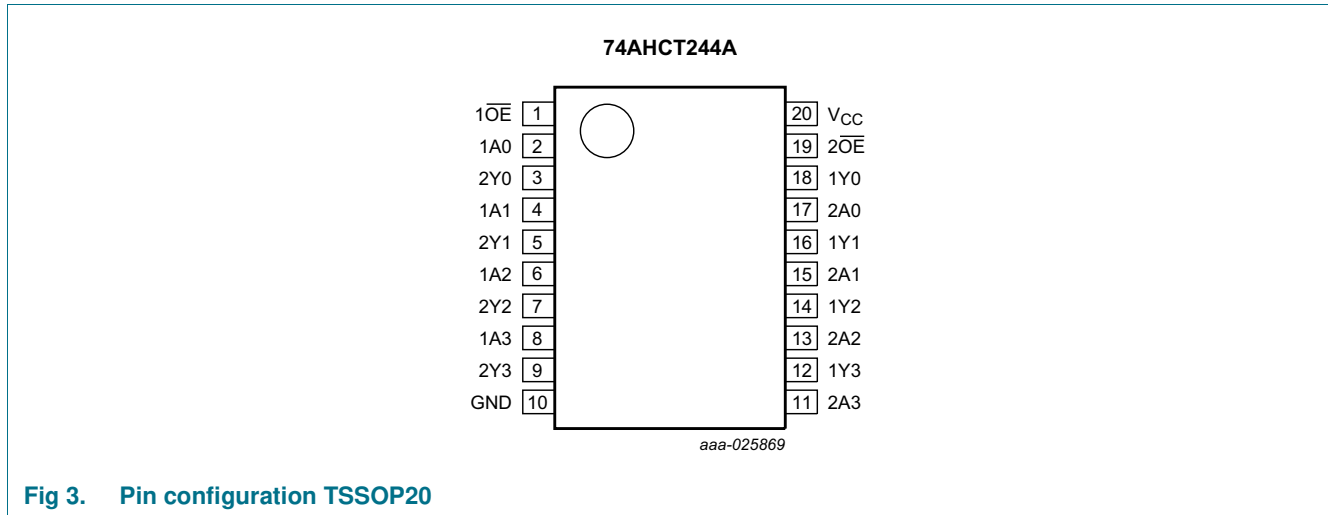 74AHCT244A
1O̅E̅ 1 20 VCC
1A0 2 19 2O̅E̅
2Y0 3 18 1Y0
1A1 4 17 2A0
2Y1 5 16 1Y1
1A2 6 15 2A1
2Y2 7 14 1Y2
1A3 8 13 2A2
2Y3 9 12 1Y3
GND 10 11 2A3
aaa-025869
Fig 3. Pin configuration TSSOP20